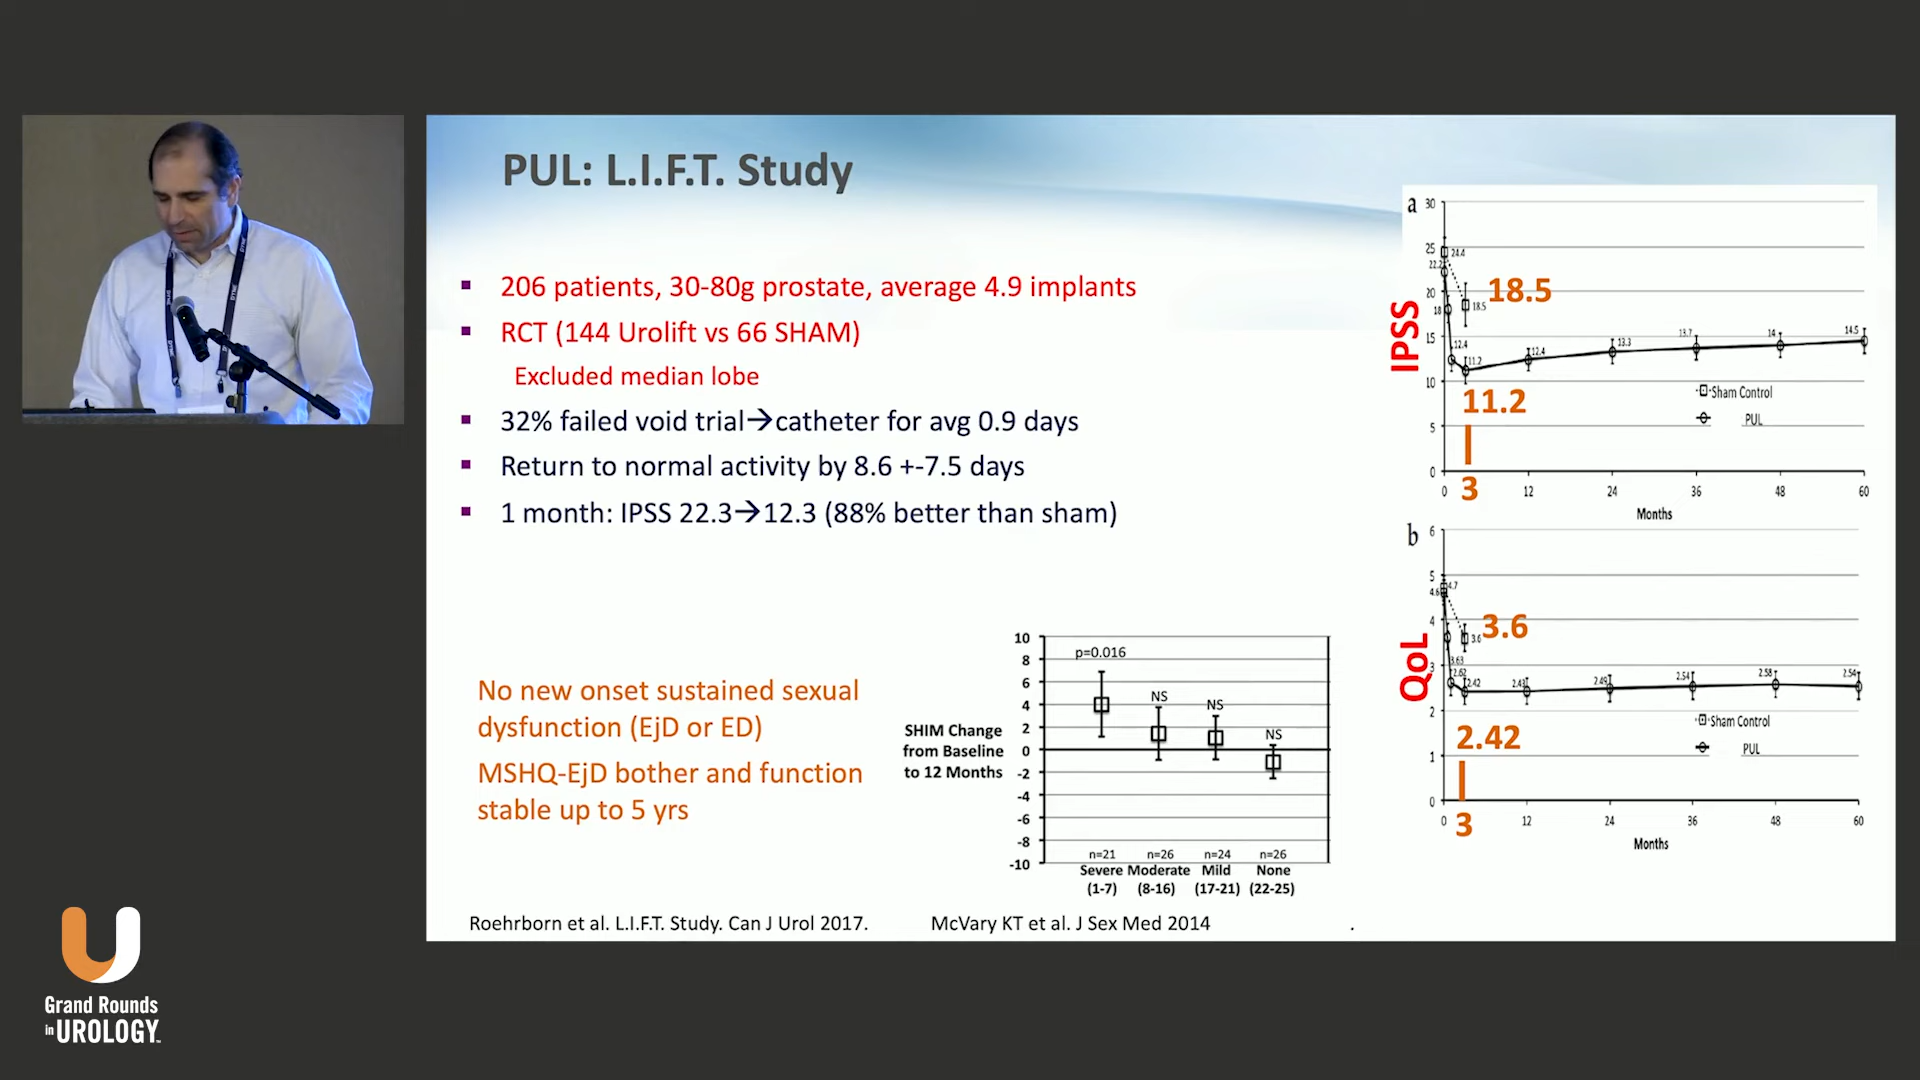 PUL: L.I.F.T. Study
206 patients, 30-80g prostate, average 4.9 implants
RCT (144 Urolift vs 66 SHAM)
Excluded median lobe
32% failed void trial→catheter for avg 0.9 days
Return to normal activity by 8.6 +-7.5 days
1 month: IPSS 22.3→12.3 (88% better than sham)
No new onset sustained sexual
dysfunction (EjD or ED)
MSHQ-EjD bother and function
stable up to 5 yrs
SHIM Change
from Baseline
to 12 Months
10
8
6
4
2
0
-2
-4
-6
-8
-10
p=0.016
NS
NS
NS
n=21 n=26 n=24 n=26
Severe Moderate Mild None
(1-7) (8-16) (17-21) (22-25)
Roehrborn et al. L.I.F.T. Study. Can J Urol 2017. McVary KT et al. J Sex Med 2014 .
a
IPSS
30
25
20
15
10
5
0
24.4
22.2
18
18.5
18.5
12.4
11.2
12.4
13.3
13.7
14
14.5
Sham Control
PUL
11.2
0 3 12 24 36 48 60
Months
b
QoL
6
5
4
3
2
1
0
4.7
4.6
3.6
3.6
3.63
2.62
2.42
2.43
2.49
2.54
2.58
2.54
Sham Control
PUL
2.42
0 3 12 24 36 48 60
Months
Grand Rounds
in UROLOGY